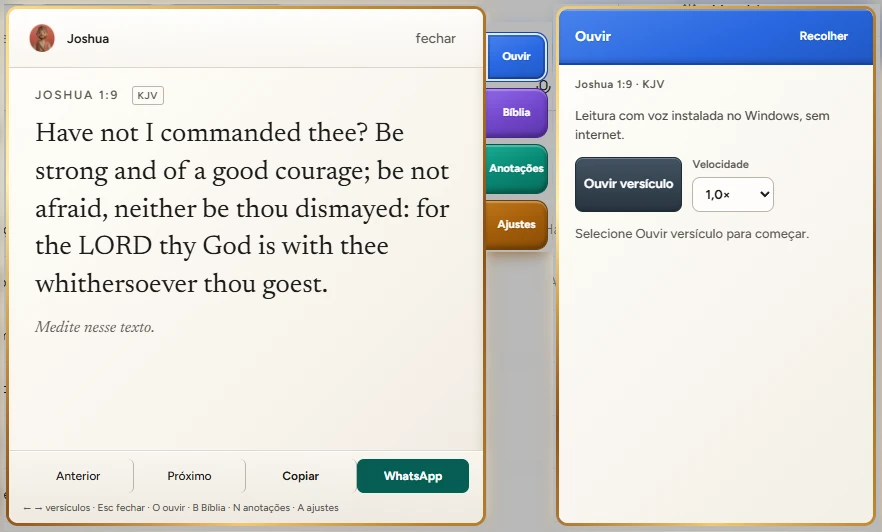 Joshua
fechar
JOSHUA 1:9 KJV
Have not I commanded thee? Be
strong and of a good courage; be not
afraid, neither be thou dismayed: for
the LORD thy God is with thee
whithersoever thou goest.
Medite nesse texto.
Anterior
Próximo
Copiar
WhatsApp
← → versículos · Esc fechar · O ouvir · B Bíblia · N anotações · A ajustes
Ouvir
Bíblia
Anotações
Ajustes
Ouvir
Recolher
Joshua 1:9 · KJV
Leitura com voz instalada no Windows, sem
internet.
Ouvir versículo
Velocidade
1,0×
Selecione Ouvir versículo para começar.